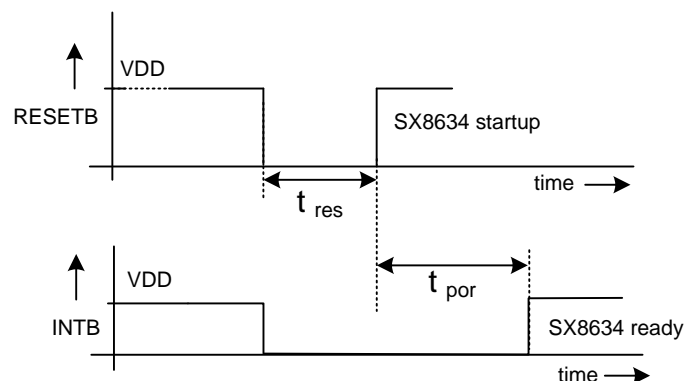 VDD
RESETB
SX8634 startup
time
t res
VDD
t por
INTB
SX8634 ready
time